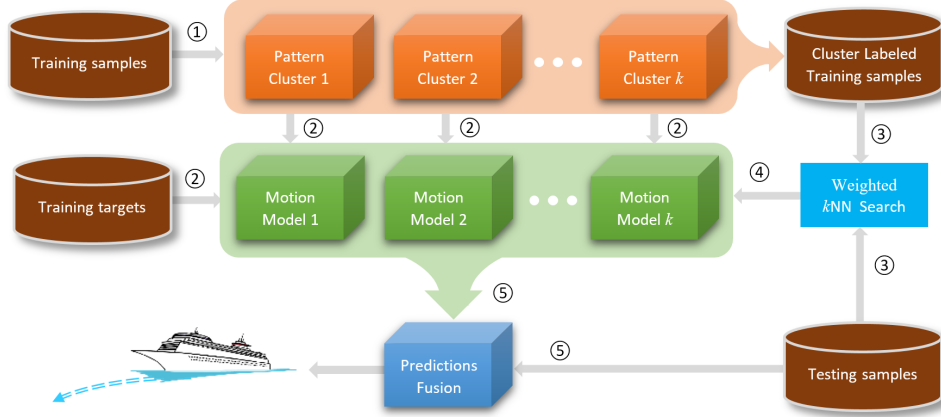 ①
Training samples
Pattern
Cluster 1
Pattern
Cluster 2
Pattern
Cluster k
Cluster Labeled
Training samples
②
②
②
③
②
Training targets
Motion
Model 1
Motion
Model 2
Motion
Model k
④
Weighted
kNN Search
③
⑤
Predictions
Fusion
⑤
Testing samples